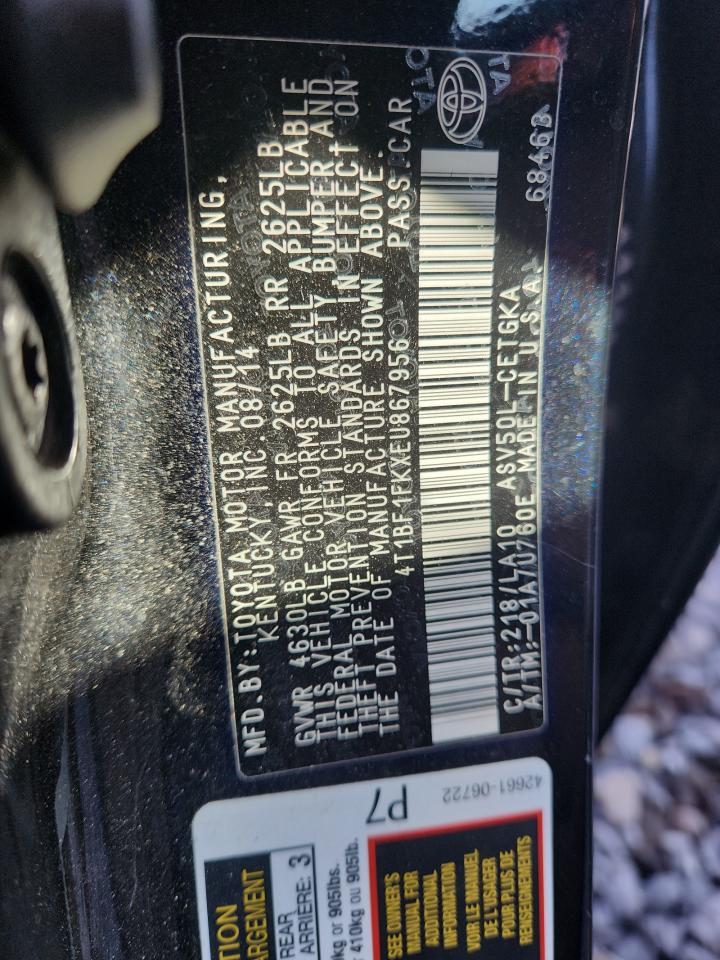 MFD.BY:TOYOTA MOTOR MANUFACTURING,
KENTUCKY, INC. 08/14
GVWR 4630LB GAWR FR 2625LB RR 2625LB
THIS VEHICLE CONFORMS TO ALL APPLICABLE
FEDERAL MOTOR VEHICLE SAFETY, BUMPER, AND
THEFT PREVENTION STANDARDS IN EFFECT ON
THE DATE OF MANUFACTURE SHOWN ABOVE.
4T1BF1FKXEU867956 PASS.CAR
C/TR:218/LA10 ASV50L-CETGKA
A/TM:-01A/U760E MADE IN U.S.A.
68466
TOYOTA
P7
42661-06722
REAR
ARRIÈRE: 3
kg or 905lbs.
410kg ou 905lb.
SEE OWNER'S
MANUAL FOR
ADDITIONAL
INFORMATION
VOIR LE MANUEL
DE L'USAGER
POUR PLUS DE
RENSEIGNEMENTS